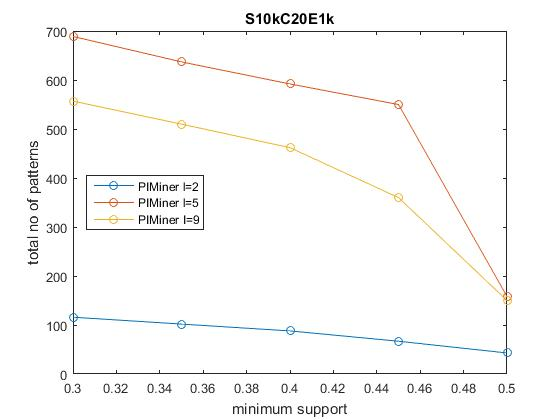 S10kC20E1k
700
600
500
400
300
200
100
0
total no of patterns
PIMiner I=2
PIMiner I=5
PIMiner I=9
0.3 0.32 0.34 0.36 0.38 0.4 0.42 0.44 0.46 0.48 0.5
minimum support